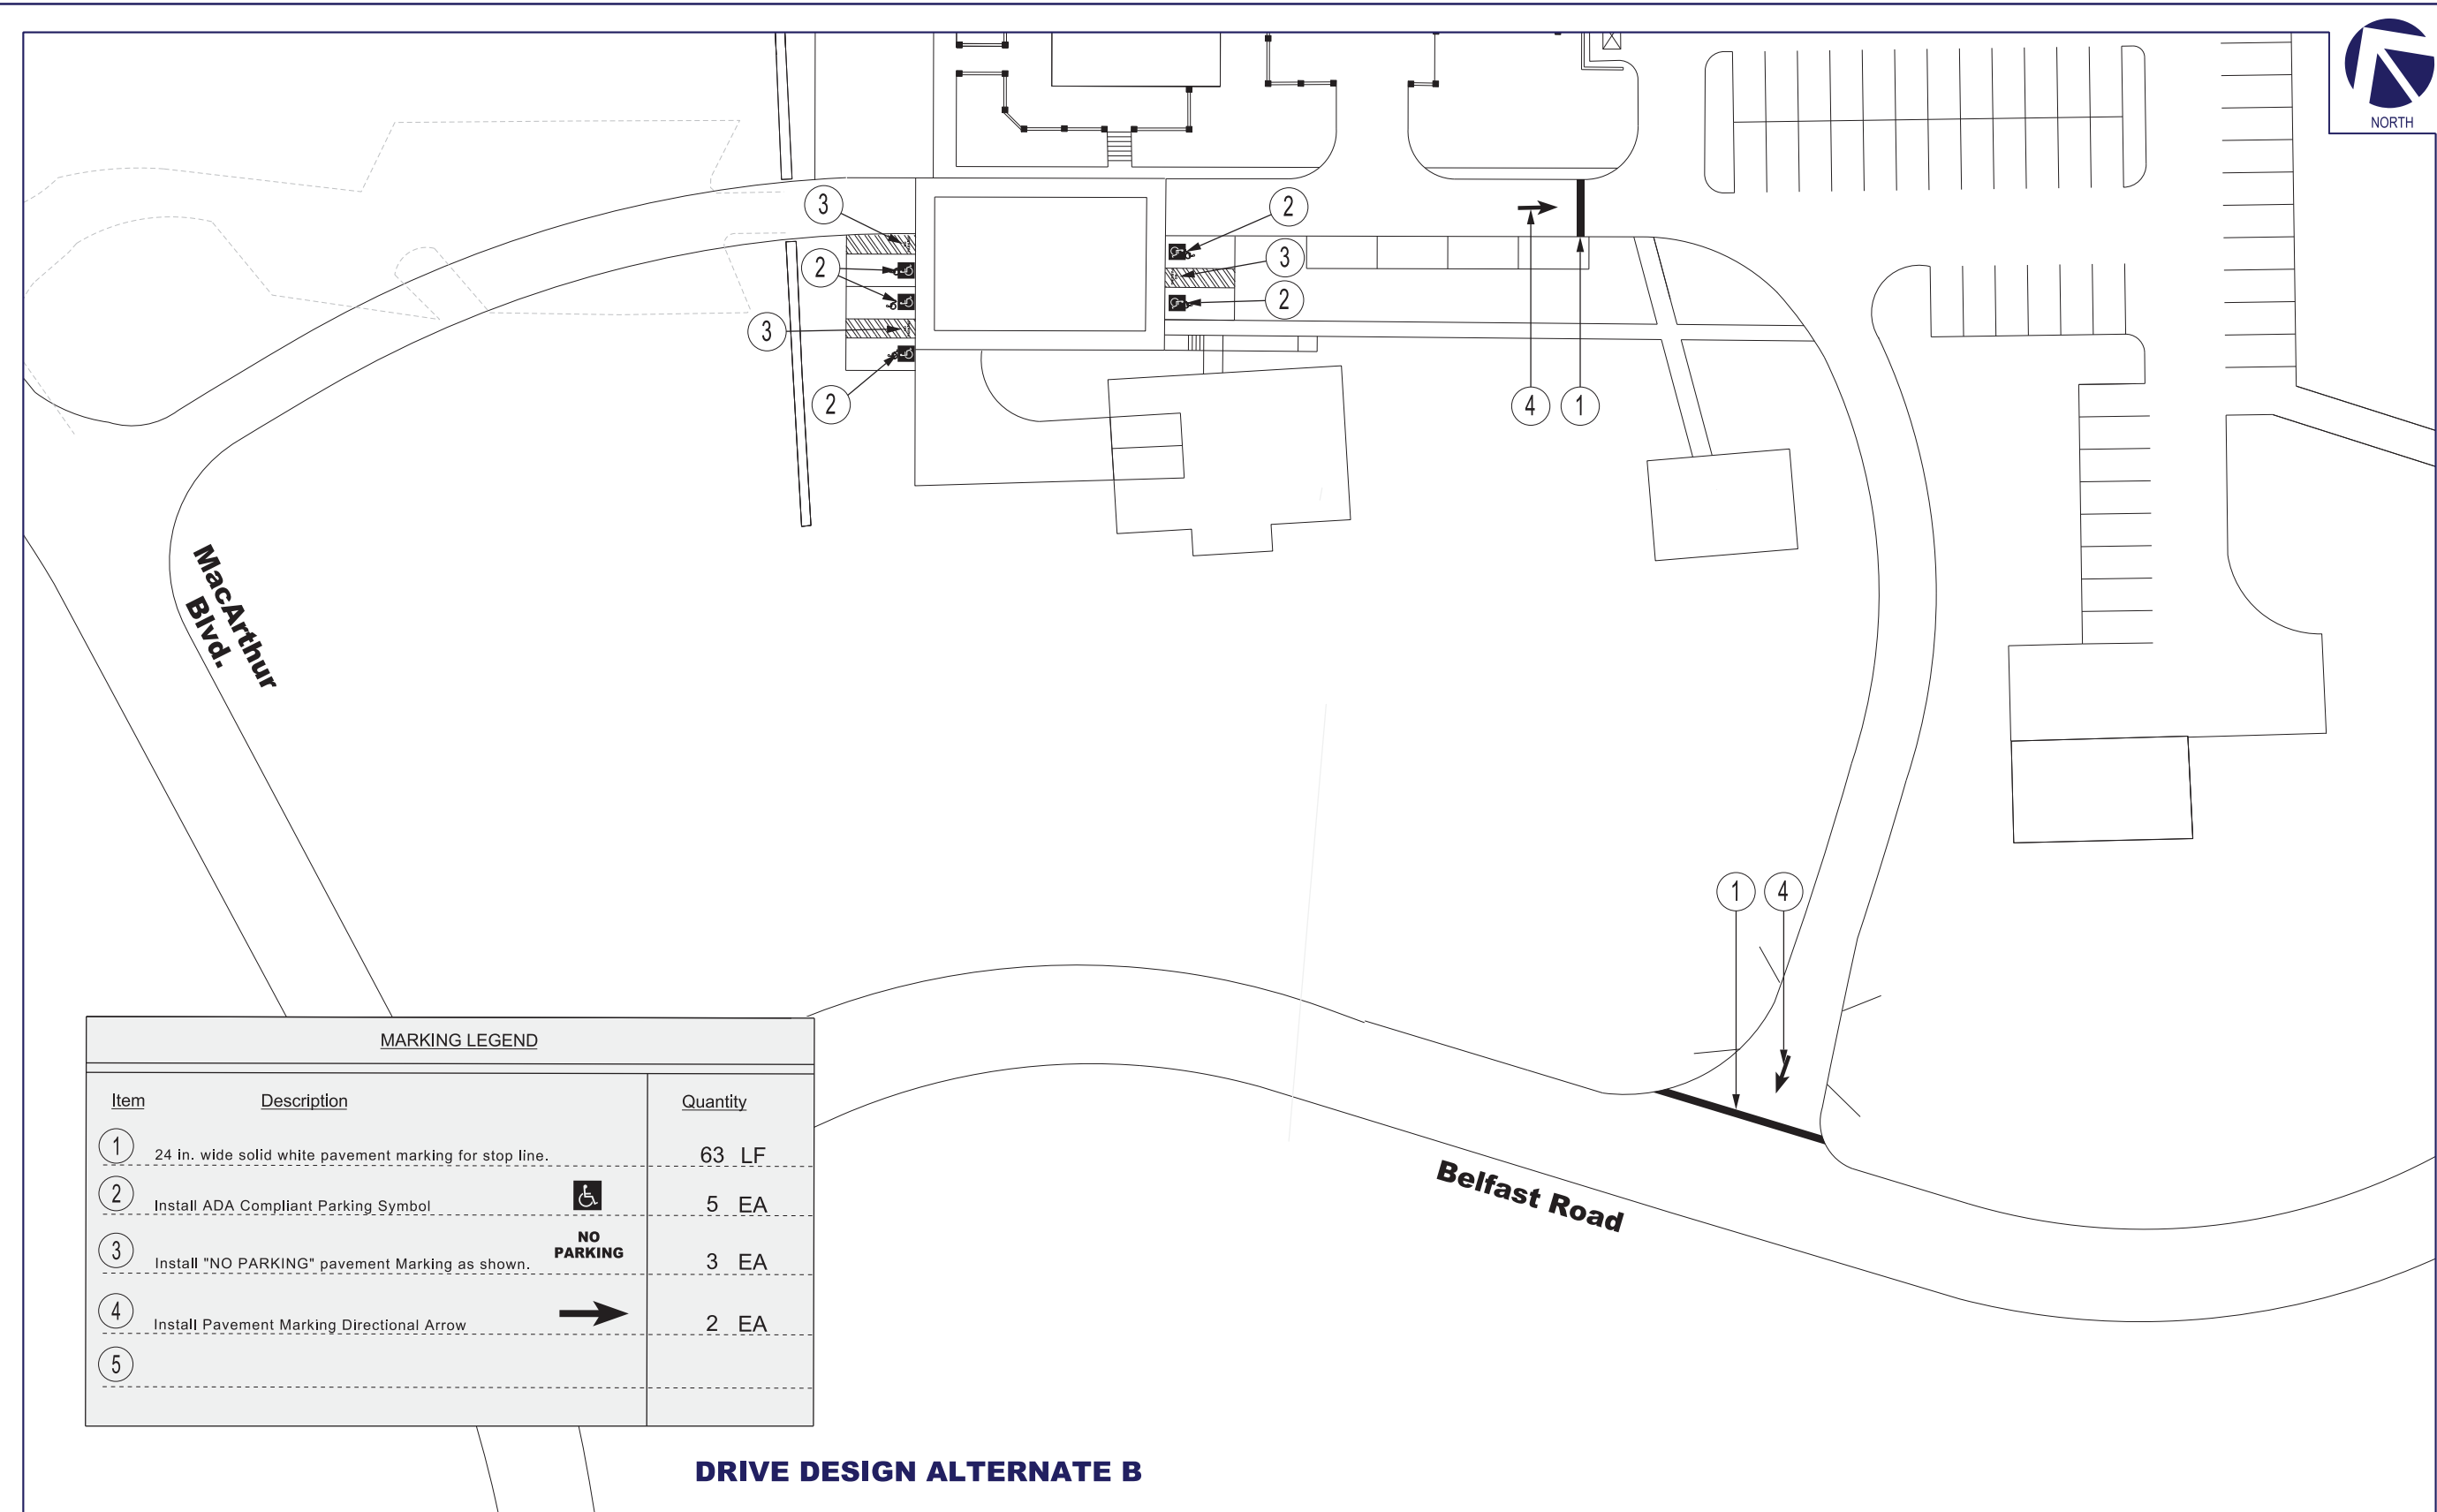 NORTH
3
2
2
3
2
3
2
2
4
1
MacArthur
Blvd.
1
4
MARKING LEGEND
Item Description Quantity
1 24 in. wide solid white pavement marking for stop line. 63 LF
2 Install ADA Compliant Parking Symbol 5 EA
3 Install "NO PARKING" pavement Marking as shown. NO PARKING 3 EA
4 Install Pavement Marking Directional Arrow 2 EA
5
Belfast Road
DRIVE DESIGN ALTERNATE B